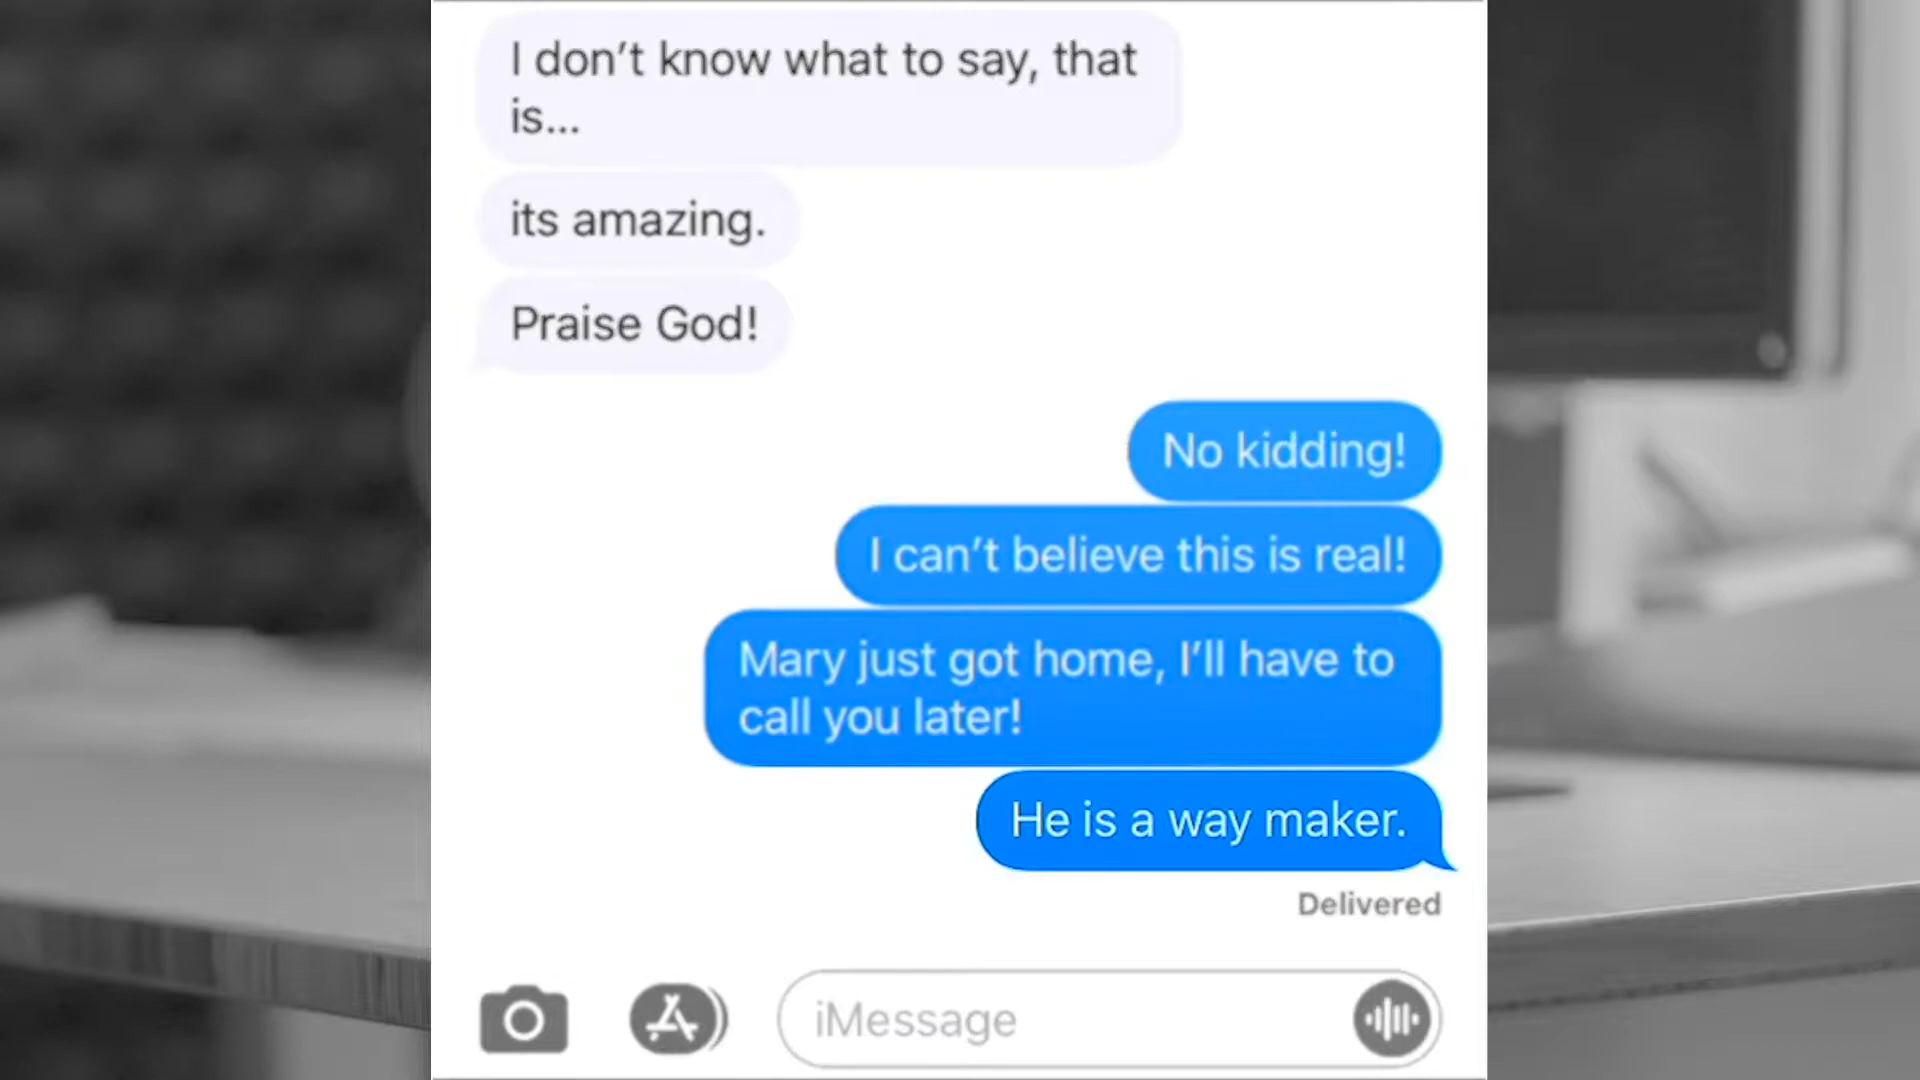 I don’t know what to say, that
is...
its amazing.
Praise God!
No kidding!
I can’t believe this is real!
Mary just got home, I’ll have to
call you later!
He is a way maker.
Delivered
iMessage